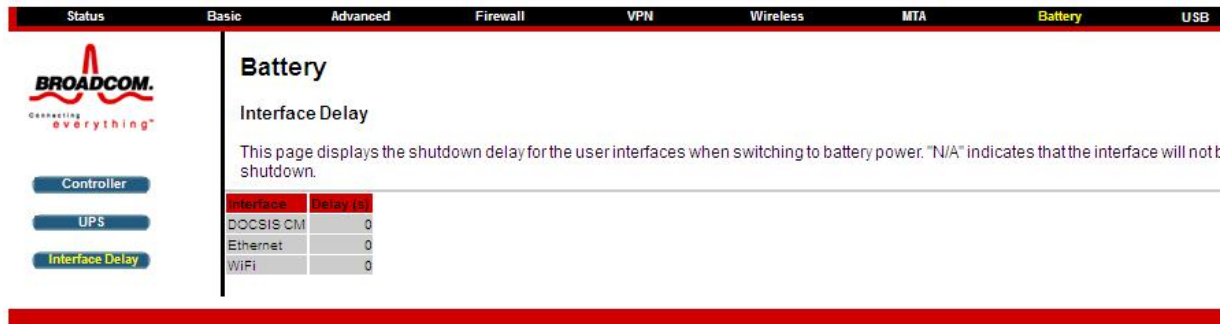 Status Basic Advanced Firewall VPN Wireless MTA Battery USB
BROADCOM.
Connecting
everything™
Controller
UPS
Interface Delay
Battery
Interface Delay
This page displays the shutdown delay for the user interfaces when switching to battery power. "N/A" indicates that the interface will not b
shutdown.
Interface Delay (s)
DOCSIS CM 0
Ethernet 0
WiFi 0